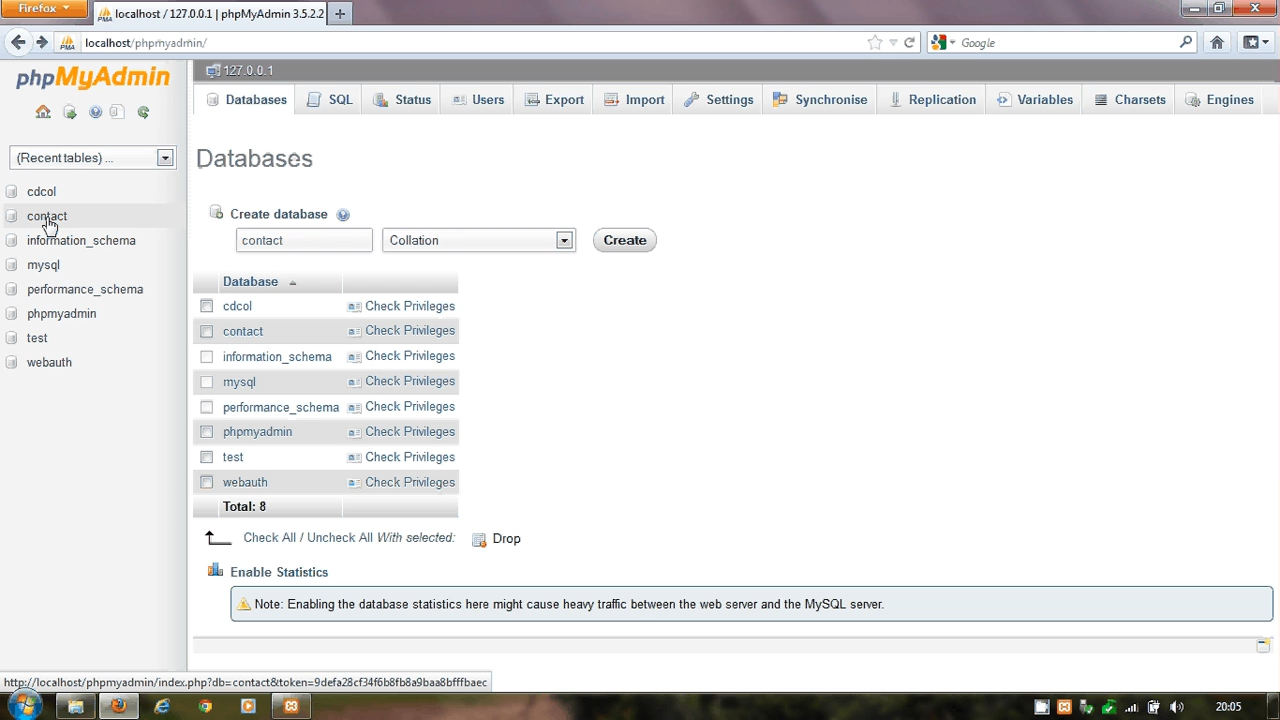 Firefox
localhost / 127.0.0.1 | phpMyAdmin 3.5.2.2
localhost/phpmyadmin/
Google
phpMyAdmin
127.0.0.1
Databases
SQL
Status
Users
Export
Import
Settings
Synchronise
Replication
Variables
Charsets
Engines
(Recent tables) ...
cdcol
contact
information_schema
mysql
performance_schema
phpmyadmin
test
webauth
Databases
Create database
contact
Collation
Create
Database
cdcol Check Privileges
contact Check Privileges
information_schema Check Privileges
mysql Check Privileges
performance_schema Check Privileges
phpmyadmin Check Privileges
test Check Privileges
webauth Check Privileges
Total: 8
Check All / Uncheck All With selected: Drop
Enable Statistics
Note: Enabling the database statistics here might cause heavy traffic between the web server and the MySQL server.
http://localhost/phpmyadmin/index.php?db=contact&token=9defa28cf34f6b8fb8a9baa8bfffbaec
20:05